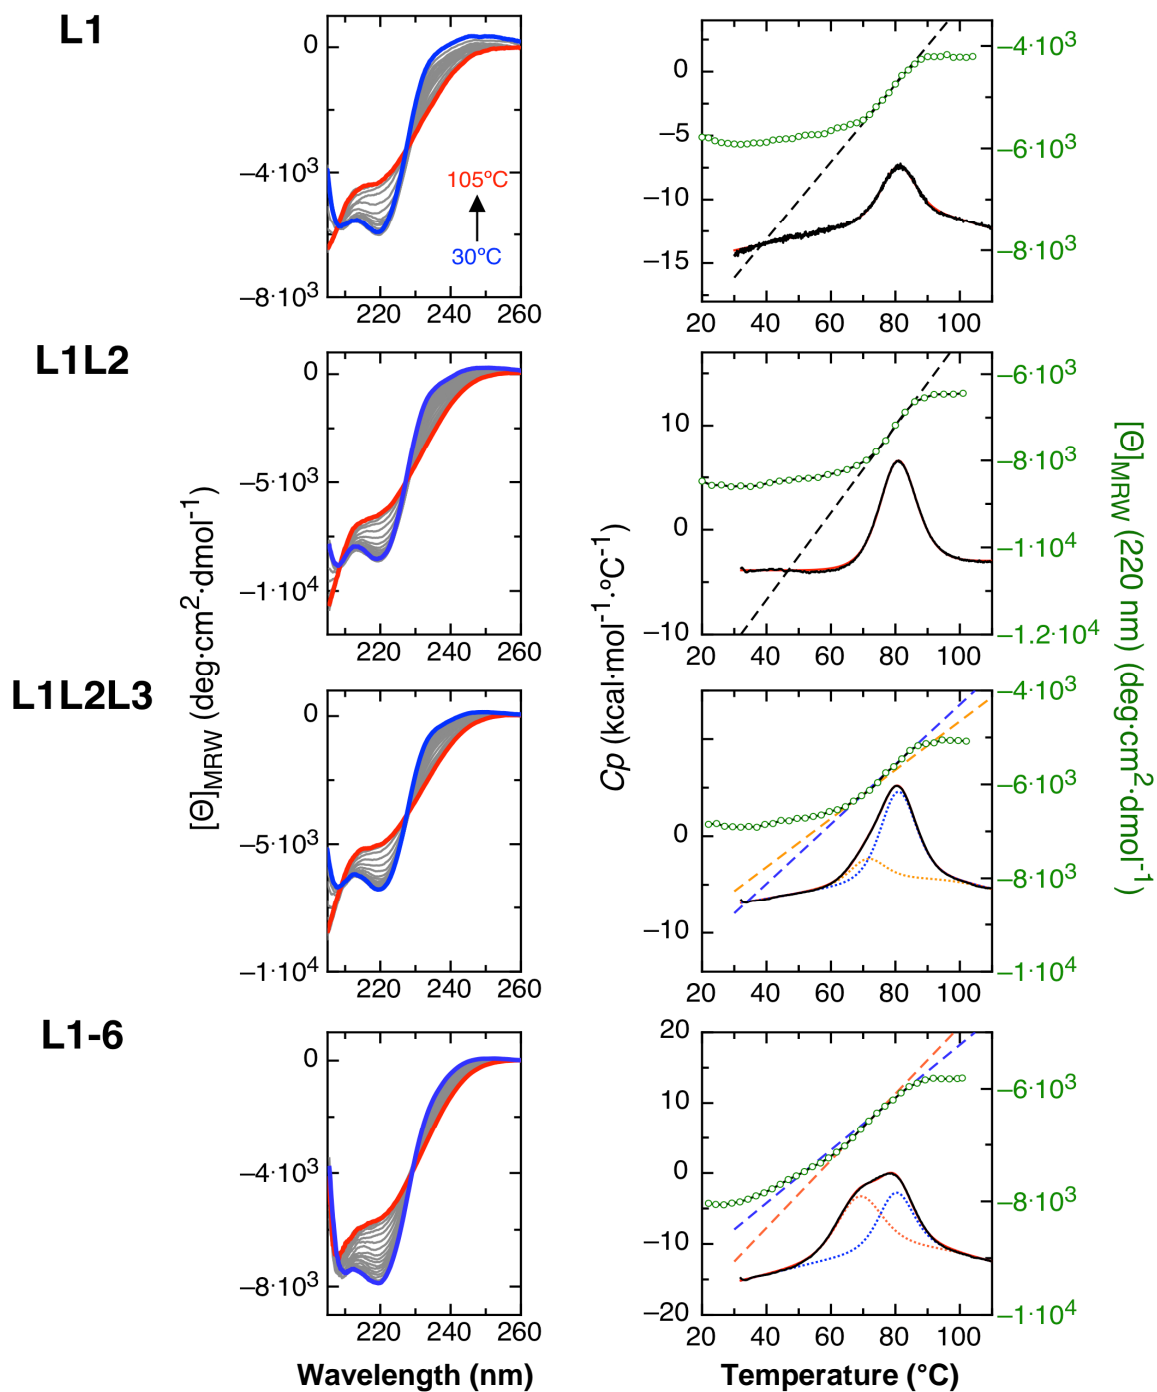 L1
0
–4·10³
–8·10³
220 240 260
105ºC
30ºC
0
–5
–10
–15
20 40 60 80 100
–4·10³
–6·10³
–8·10³
L1L2
0
–5·10³
–1·10⁴
220 240 260
10
0
–10
20 40 60 80 100
–6·10³
–8·10³
–1·10⁴
–1.2·10⁴
L1L2L3
0
–5·10³
–1·10⁴
220 240 260
0
–10
20 40 60 80 100
–4·10³
–6·10³
–8·10³
–1·10⁴
L1-6
0
–4·10³
–8·10³
220 240 260
20
10
0
–10
–20
20 40 60 80 100
–6·10³
–8·10³
–1·10⁴
[Θ]MRW (deg·cm²·dmol⁻¹)
Cp (kcal·mol⁻¹·ºC⁻¹)
[Θ]MRW (220 nm) (deg·cm²·dmol⁻¹)
Wavelength (nm)
Temperature (°C)